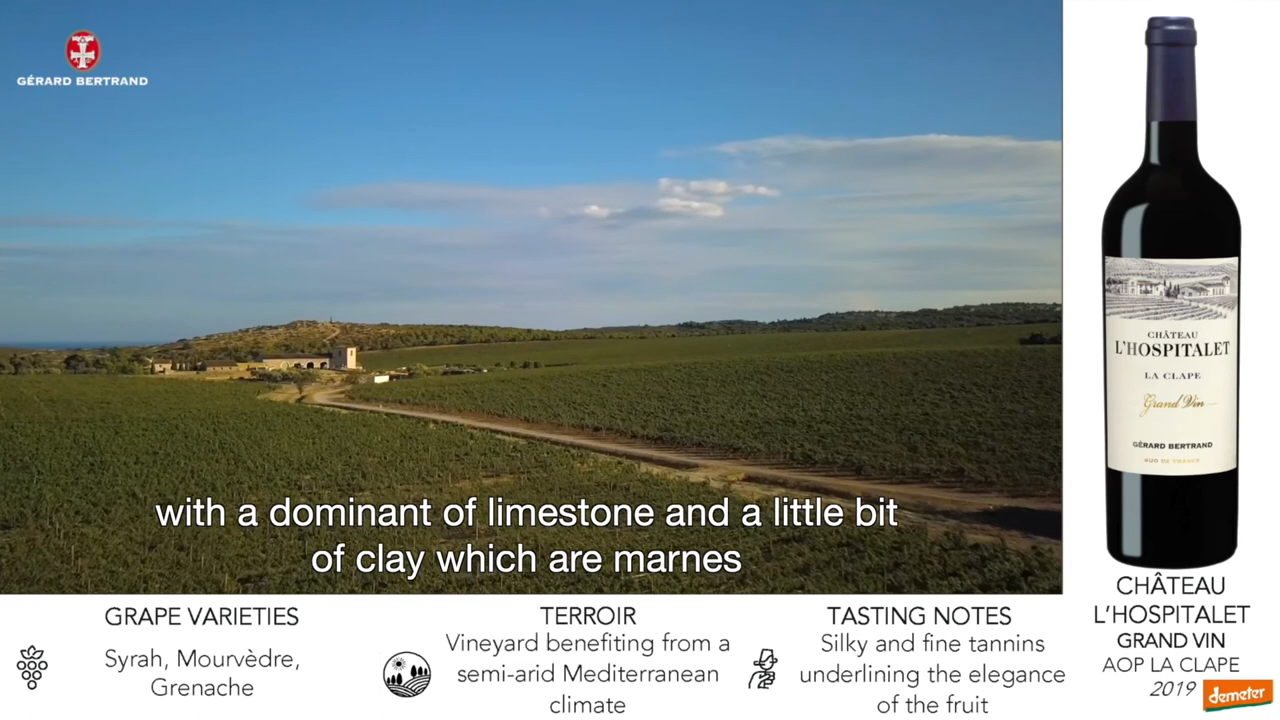 GÉRARD BERTRAND
with a dominant of limestone and a little bit
of clay which are marnes
CHÂTEAU
L'HOSPITALET
LA CLAPE
Grand Vin
GÉRARD BERTRAND
SUD DE FRANCE
CHÂTEAU
L'HOSPITALET
GRAND VIN
AOP LA CLAPE
2019
demeter
GRAPE VARIETIES
Syrah, Mourvèdre,
Grenache
TERROIR
Vineyard benefiting from a
semi-arid Mediterranean
climate
TASTING NOTES
Silky and fine tannins
underlining the elegance
of the fruit